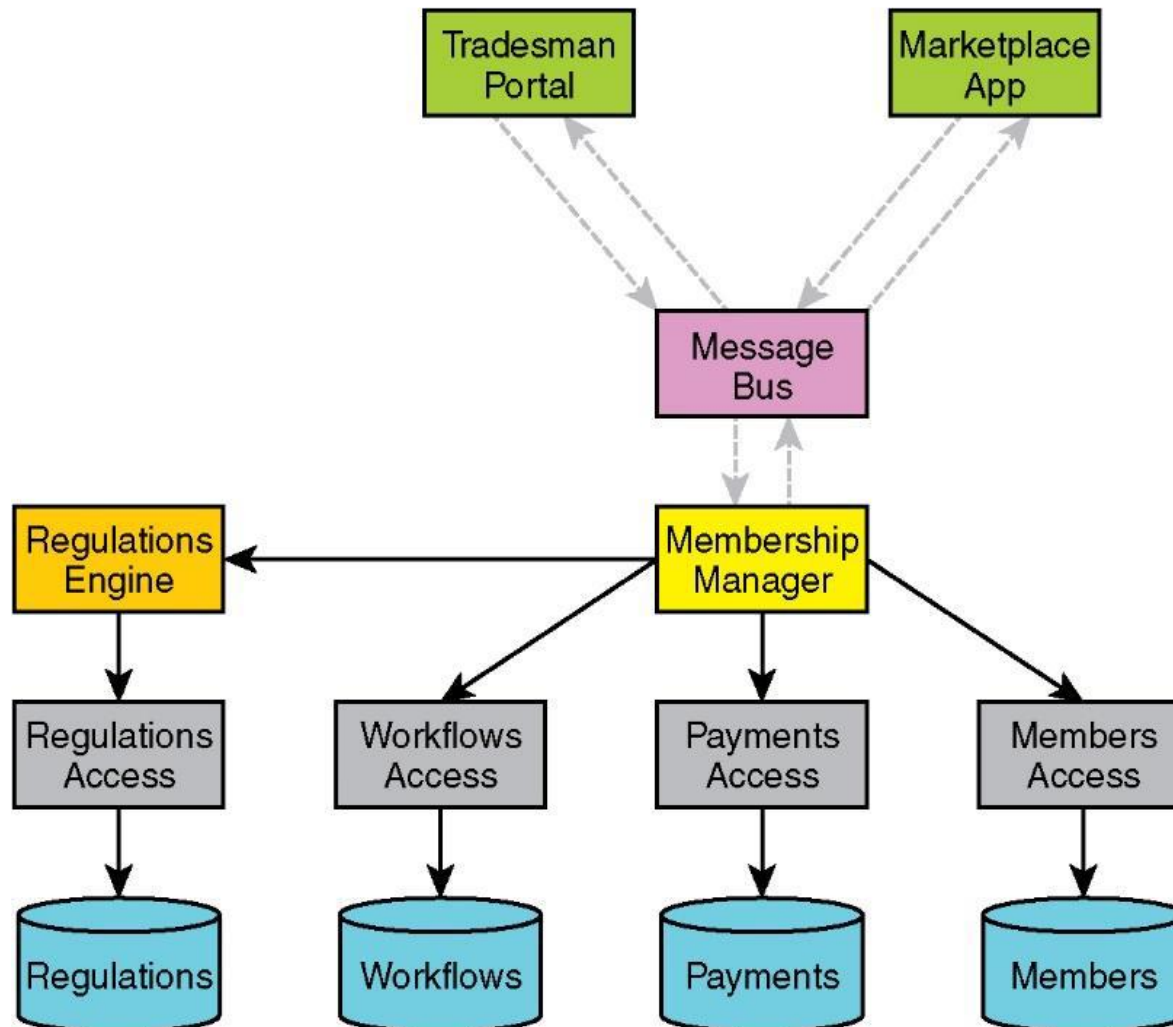 Tradesman
Portal
Marketplace
App
Message
Bus
Regulations
Engine
Membership
Manager
Regulations
Access
Workflows
Access
Payments
Access
Members
Access
Regulations
Workflows
Payments
Members